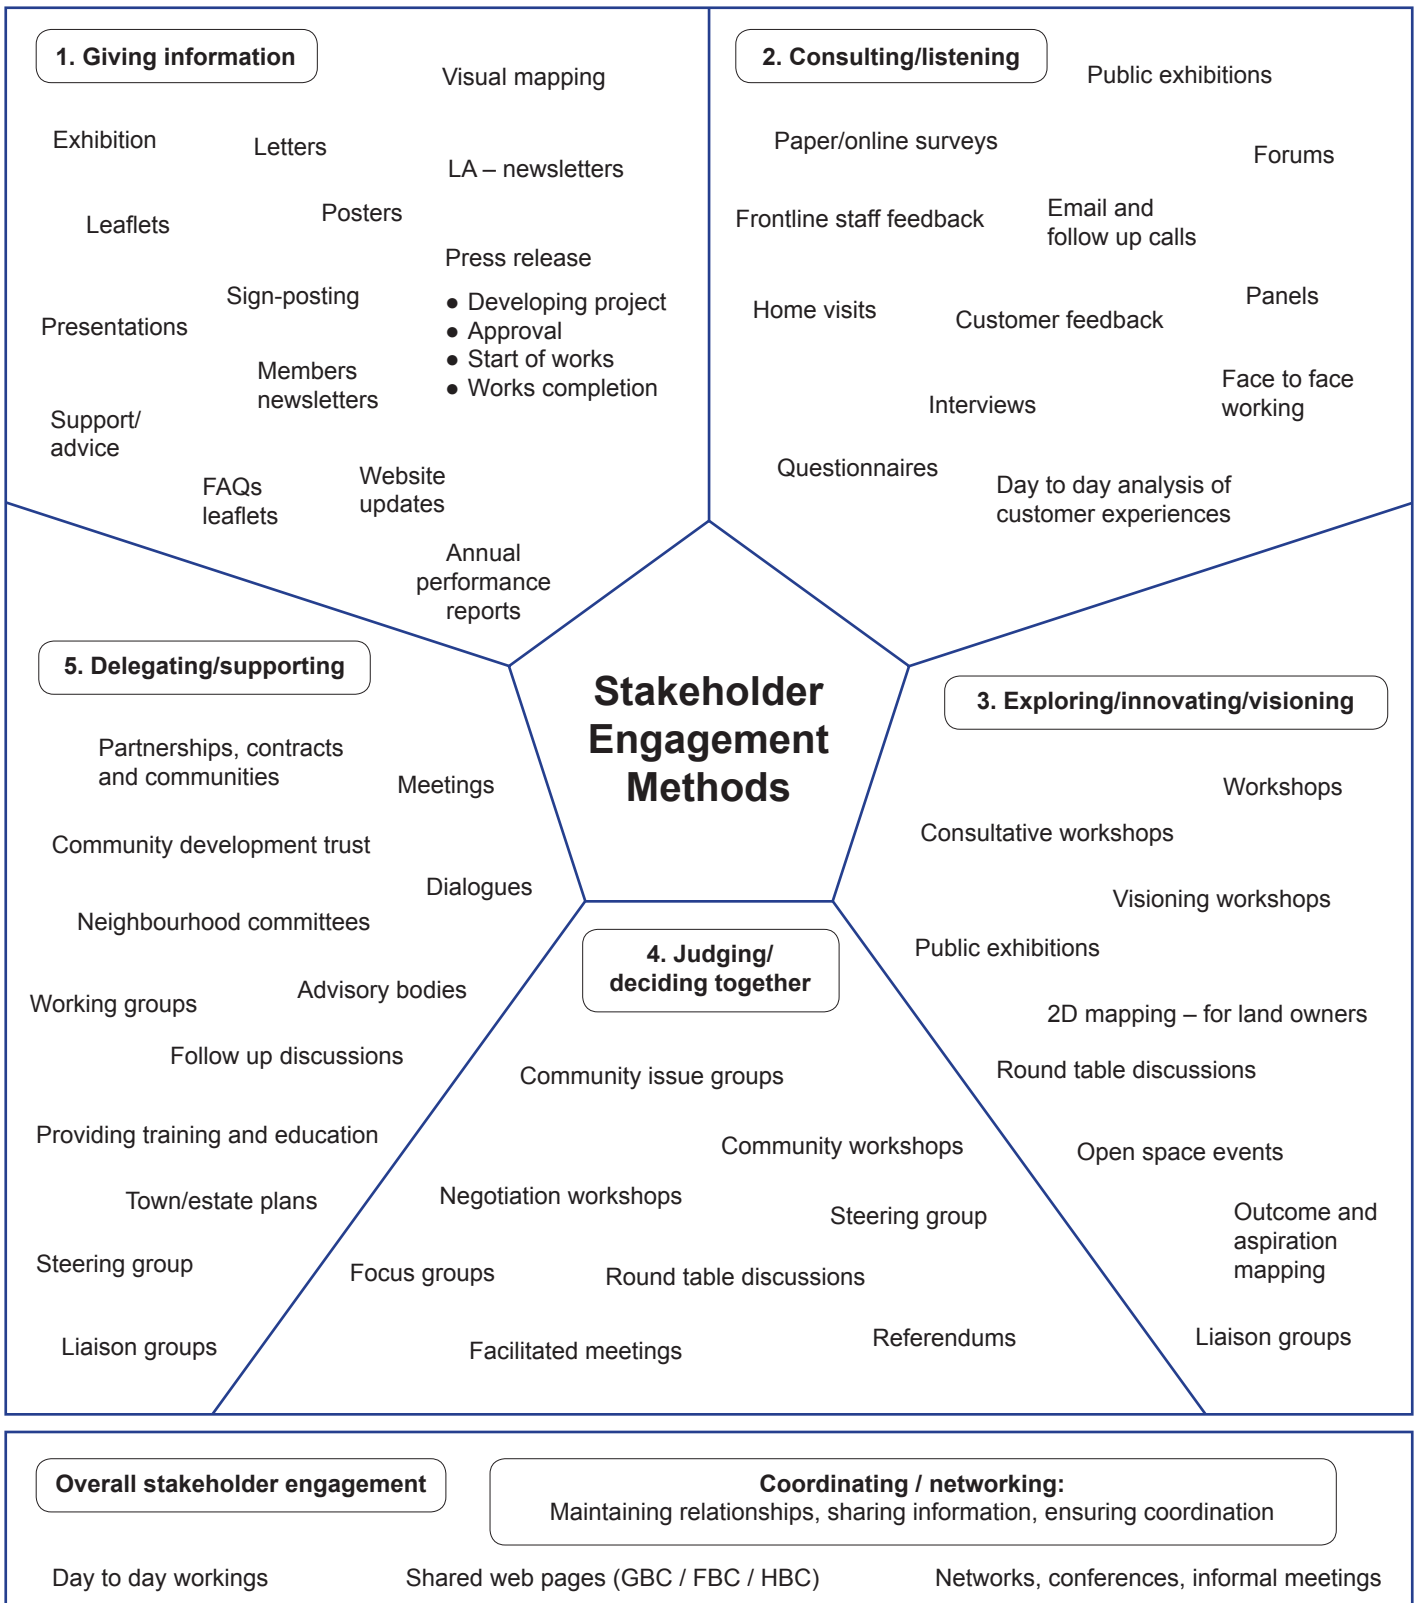 1. Giving information
Visual mapping
Exhibition
Letters
LA – newsletters
Leaflets
Posters
Press release
● Developing project
● Approval
● Start of works
● Works completion
Sign-posting
Presentations
Members
newsletters
Support/
advice
FAQs
leaflets
Website
updates
Annual
performance
reports
2. Consulting/listening
Public exhibitions
Paper/online surveys
Forums
Frontline staff feedback
Email and
follow up calls
Home visits
Customer feedback
Panels
Interviews
Face to face
working
Questionnaires
Day to day analysis of
customer experiences
Stakeholder
Engagement
Methods
3. Exploring/innovating/visioning
Workshops
Consultative workshops
Visioning workshops
Public exhibitions
2D mapping – for land owners
Round table discussions
Open space events
Outcome and
aspiration
mapping
Liaison groups
4. Judging/
deciding together
Community issue groups
Community workshops
Negotiation workshops
Steering group
Focus groups
Round table discussions
Referendums
Facilitated meetings
5. Delegating/supporting
Partnerships, contracts
and communities
Meetings
Community development trust
Dialogues
Neighbourhood committees
Advisory bodies
Working groups
Follow up discussions
Providing training and education
Town/estate plans
Steering group
Liaison groups
Overall stakeholder engagement
Coordinating / networking:
Maintaining relationships, sharing information, ensuring coordination
Day to day workings
Shared web pages (GBC / FBC / HBC)
Networks, conferences, informal meetings